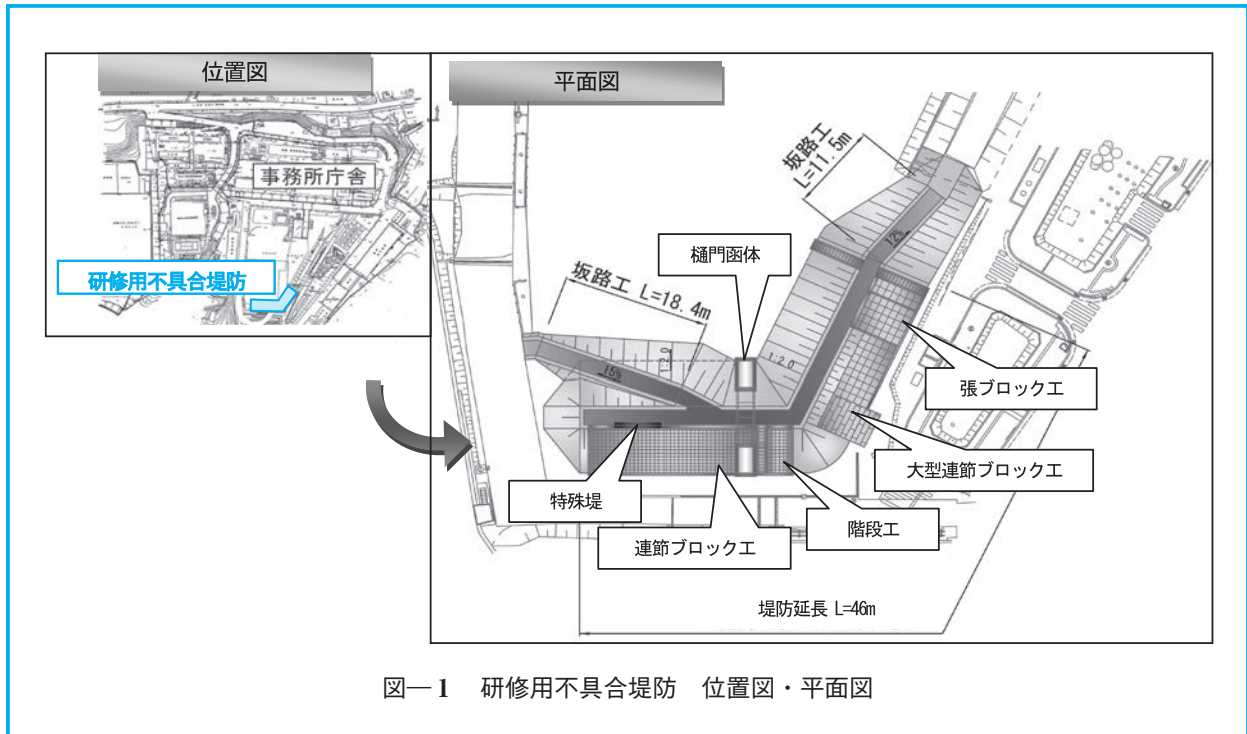 位置図
事務所庁舎
研修用不具合堤防
平面図
坂路工
L=11.5m
12%
樋門函体
坂路工 L=18.4m
1:2.0
1:2.0
15%
張ブロック工
大型連節ブロック工
特殊堤
階段工
連節ブロック工
堤防延長 L=46m
図―1 研修用不具合堤防 位置図・平面図